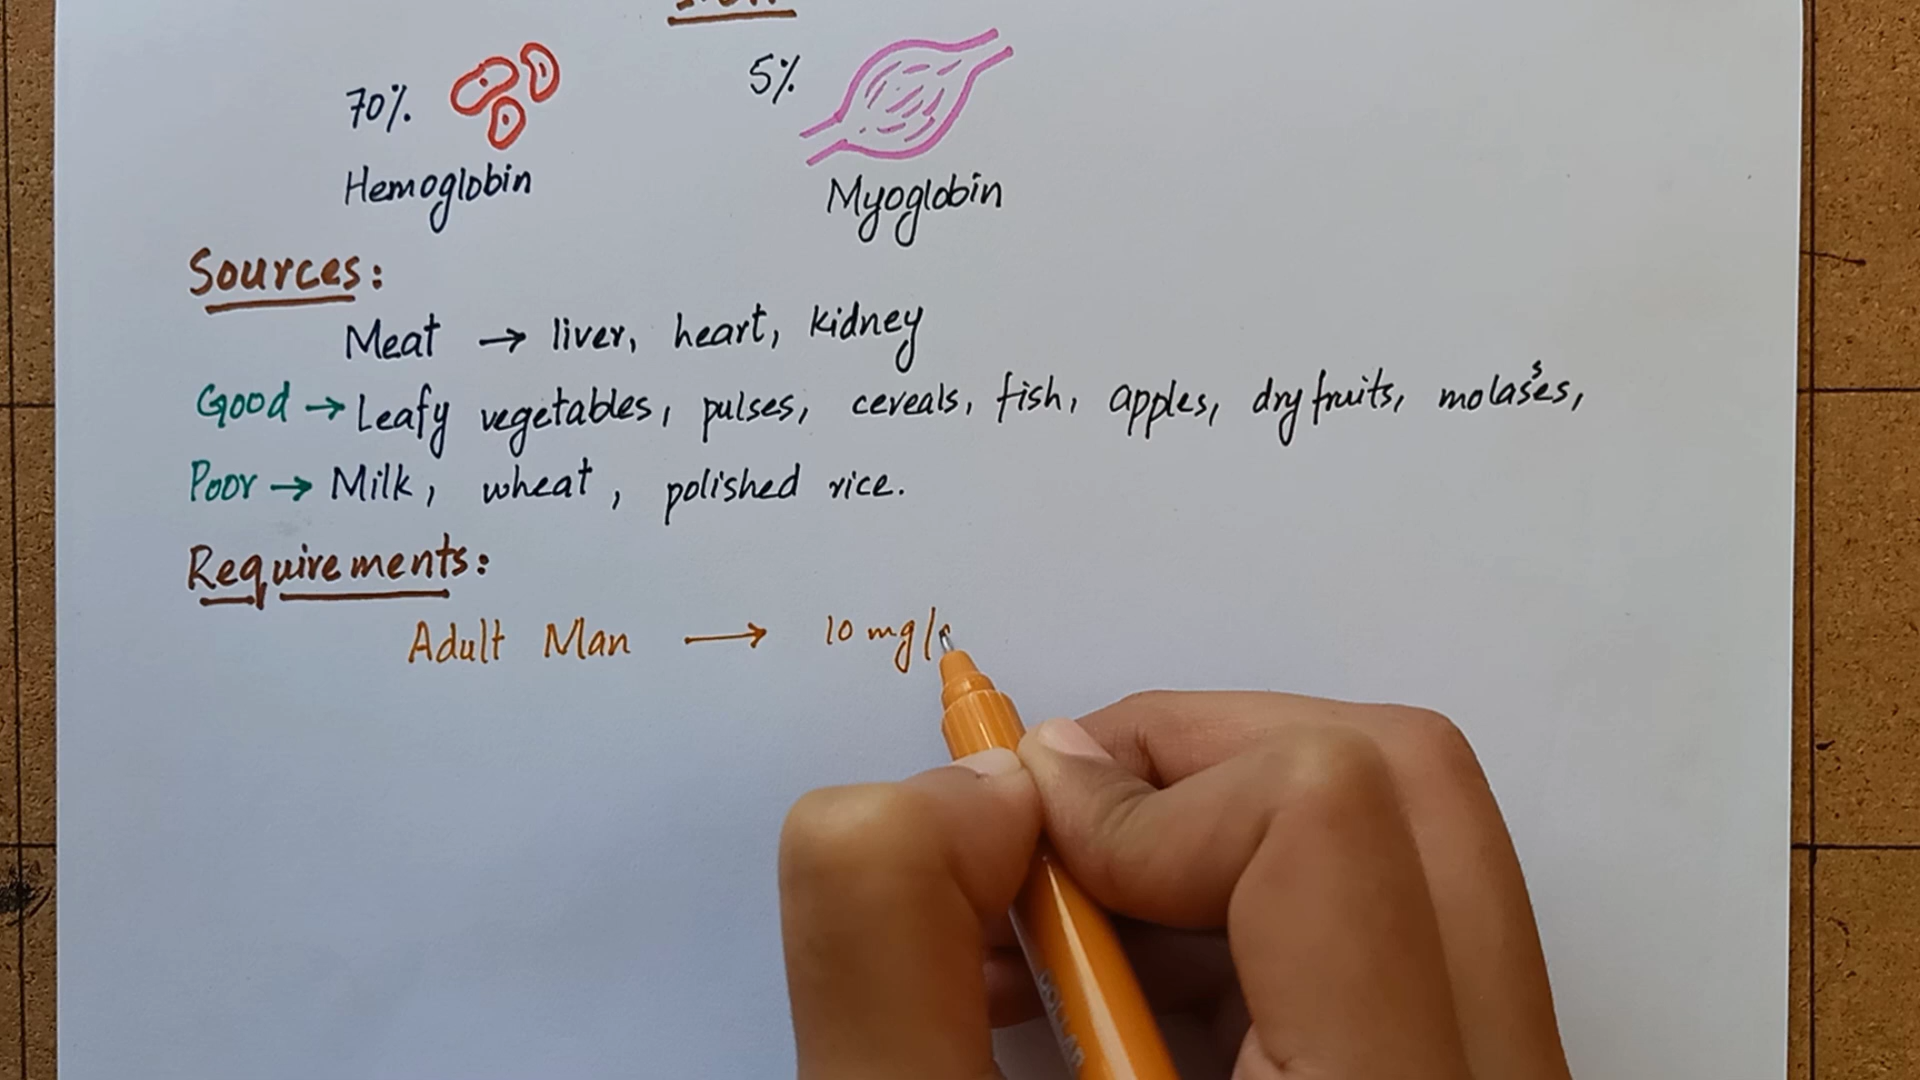 70%. 5%.
Hemoglobin Myoglobin
Sources:
Meat → liver, heart, kidney
Good → Leafy vegetables, pulses, cereals, fish, apples, dry fruits, molasses,
Poor → Milk, wheat, polished rice.
Requirements:
Adult Man → 10 mg/
DOLLAR